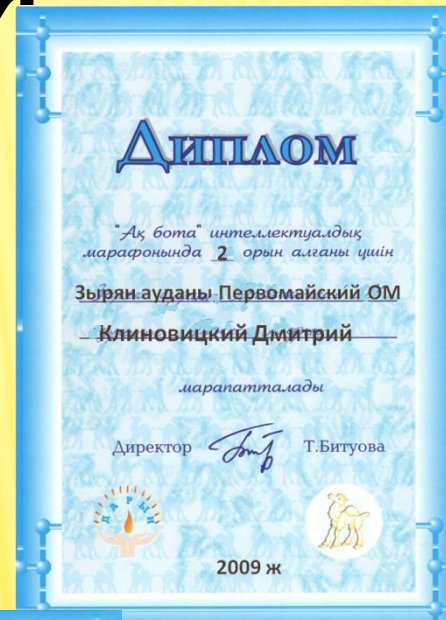 Диплом
"Ақ бота" интеллектуалдық
марафонында 2 орын алғаны үшін
Зырян ауданы Первомайский ОМ
Клиновицкий Дмитрий
марапатталады
Директор Т.Битуова
ДАРЫН
2009 ж